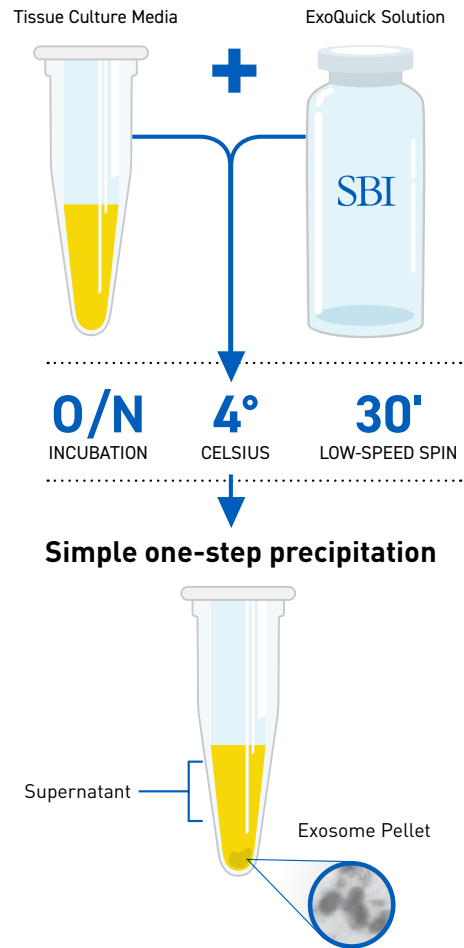 Tissue Culture Media
ExoQuick Solution
+
SBI
O/N
INCUBATION
4°
CELSIUS
30'
LOW-SPEED SPIN
Simple one-step precipitation
Supernatant
Exosome Pellet